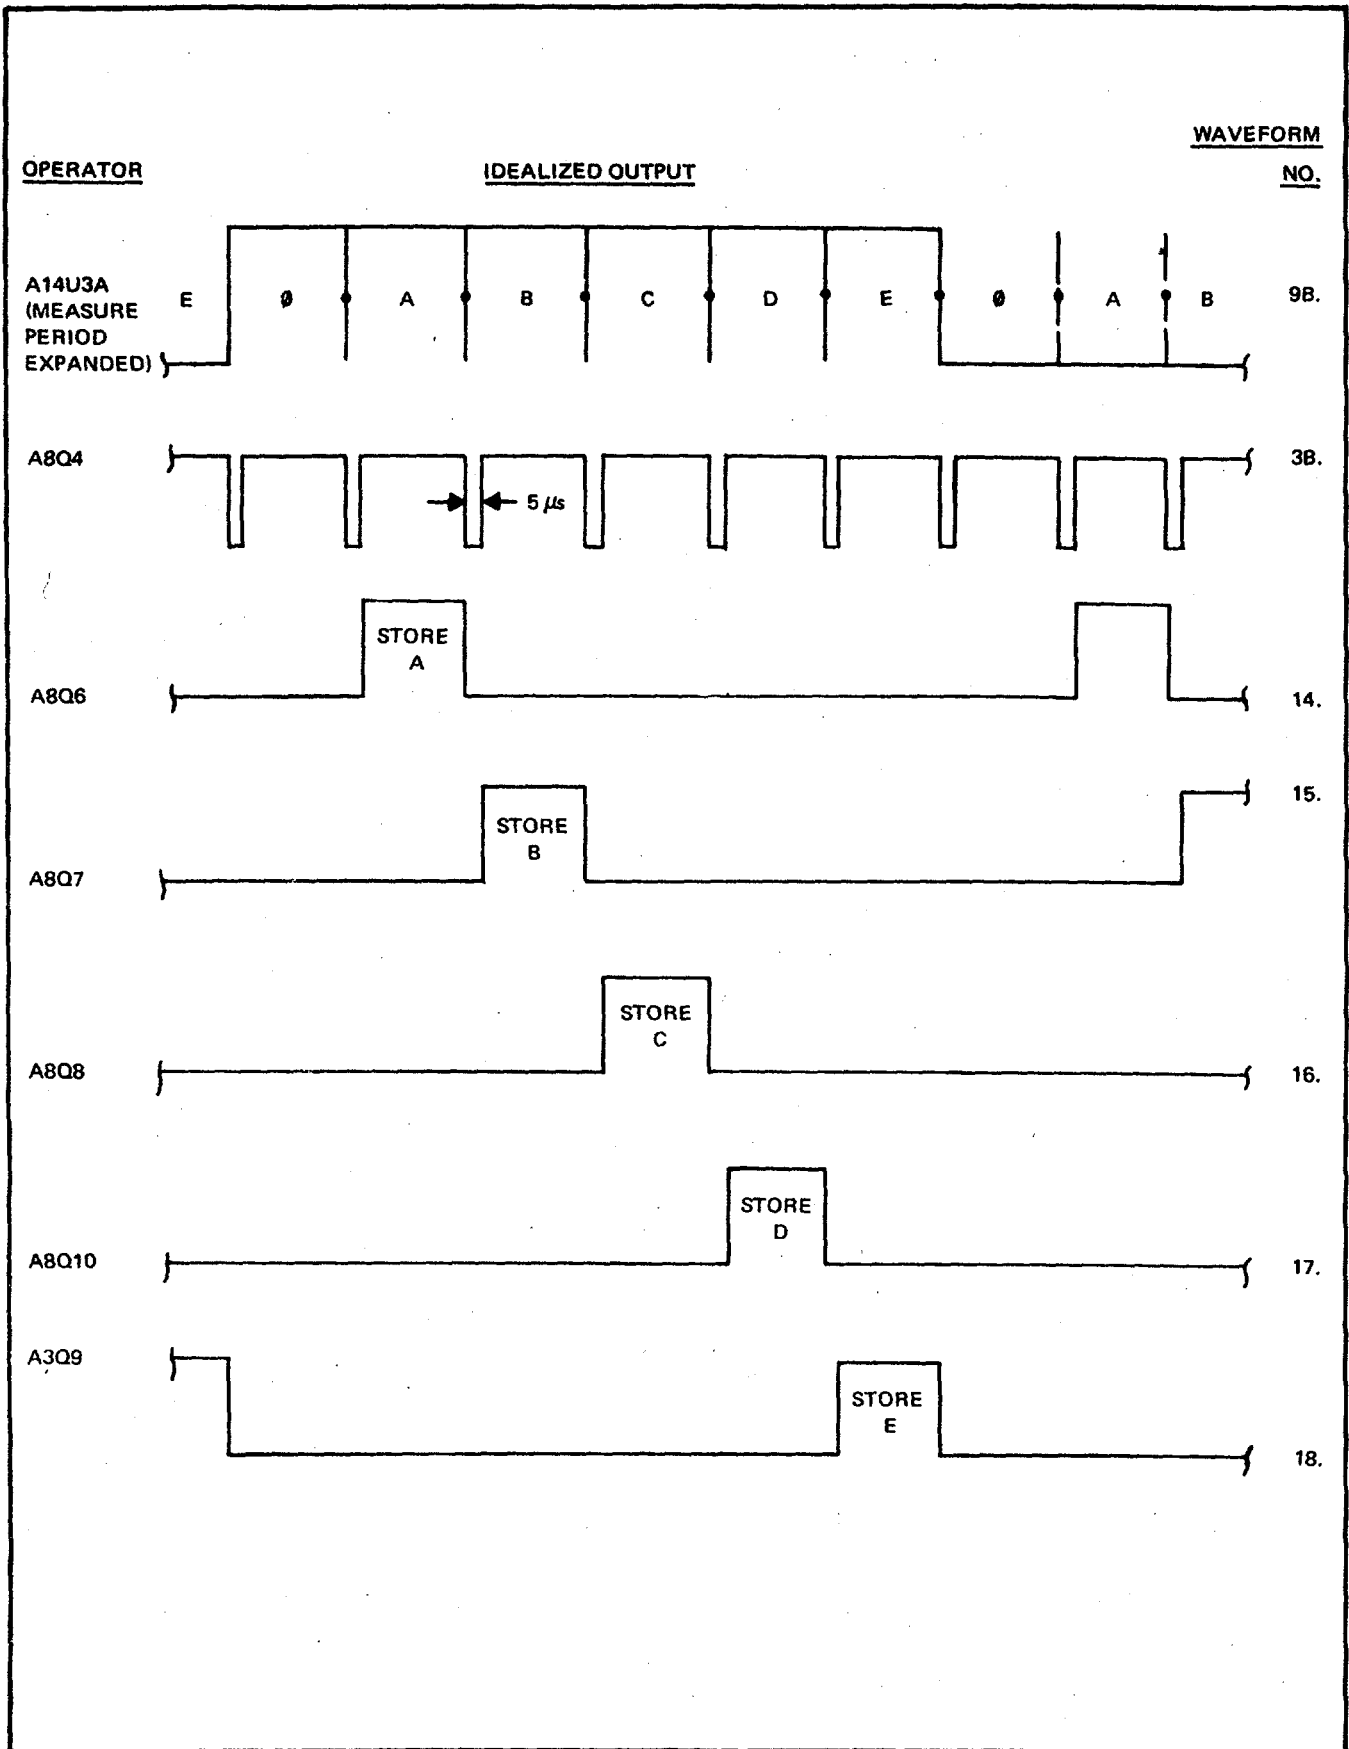 WAVEFORM
OPERATOR IDEALIZED OUTPUT NO.
A14U3A
(MEASURE
PERIOD
EXPANDED)
E Ø A B C D E Ø A B 9B.
A8Q4 3B.
5 µs
STORE
A
A8Q6 14.
15.
STORE
B
A8Q7
STORE
C
A8Q8 16.
STORE
D
A8Q10 17.
A3Q9
STORE
E
18.